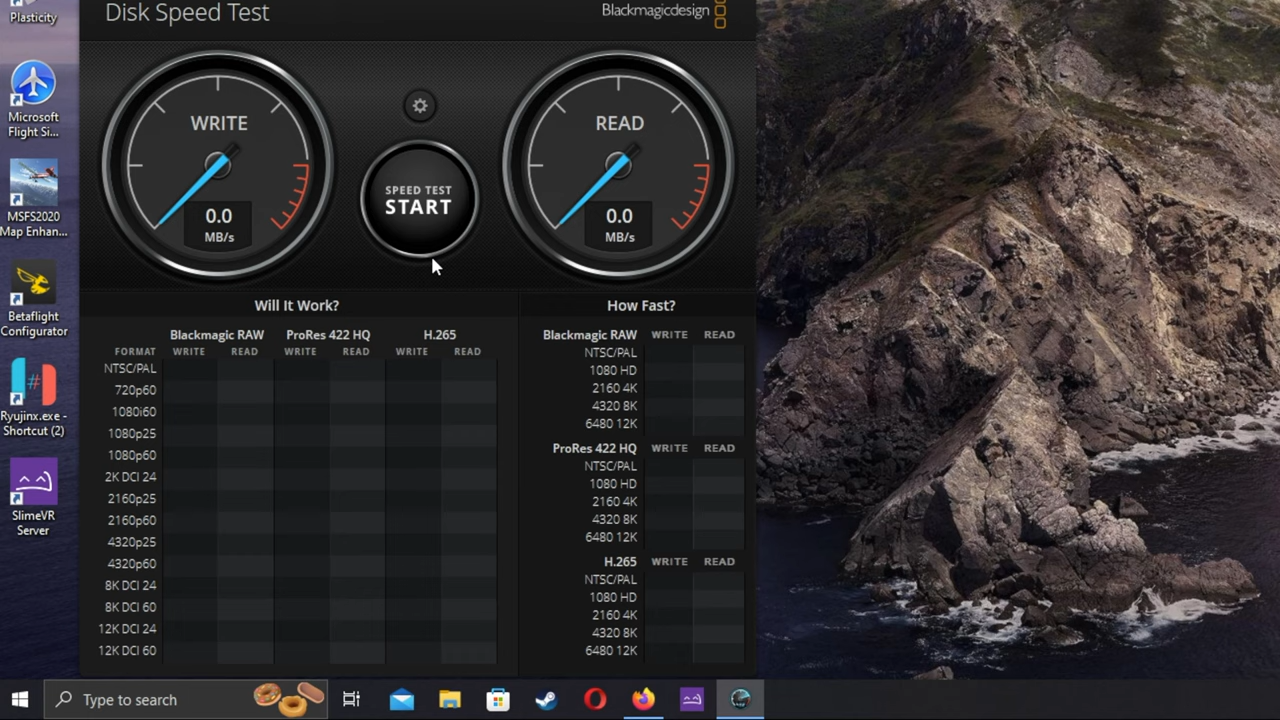 Plasticity
Disk Speed Test
Blackmagicdesign
Microsoft
Flight Si...
WRITE
READ
SPEED TEST
START
0.0
MB/s
0.0
MB/s
MSFS2020
Map Enhan...
Betaflight
Configurator
Ryujinx.exe -
Shortcut (2)
SlimeVR
Server
Will It Work?
Blackmagic RAW ProRes 422 HQ H.265
FORMAT WRITE READ WRITE READ WRITE READ
NTSC/PAL
720p60
1080i60
1080p25
1080p60
2K DCI 24
2160p25
2160p60
4320p25
4320p60
8K DCI 24
8K DCI 60
12K DCI 24
12K DCI 60
How Fast?
Blackmagic RAW WRITE READ
NTSC/PAL
1080 HD
2160 4K
4320 8K
6480 12K
ProRes 422 HQ WRITE READ
NTSC/PAL
1080 HD
2160 4K
4320 8K
6480 12K
H.265 WRITE READ
NTSC/PAL
1080 HD
2160 4K
4320 8K
6480 12K
Type to search